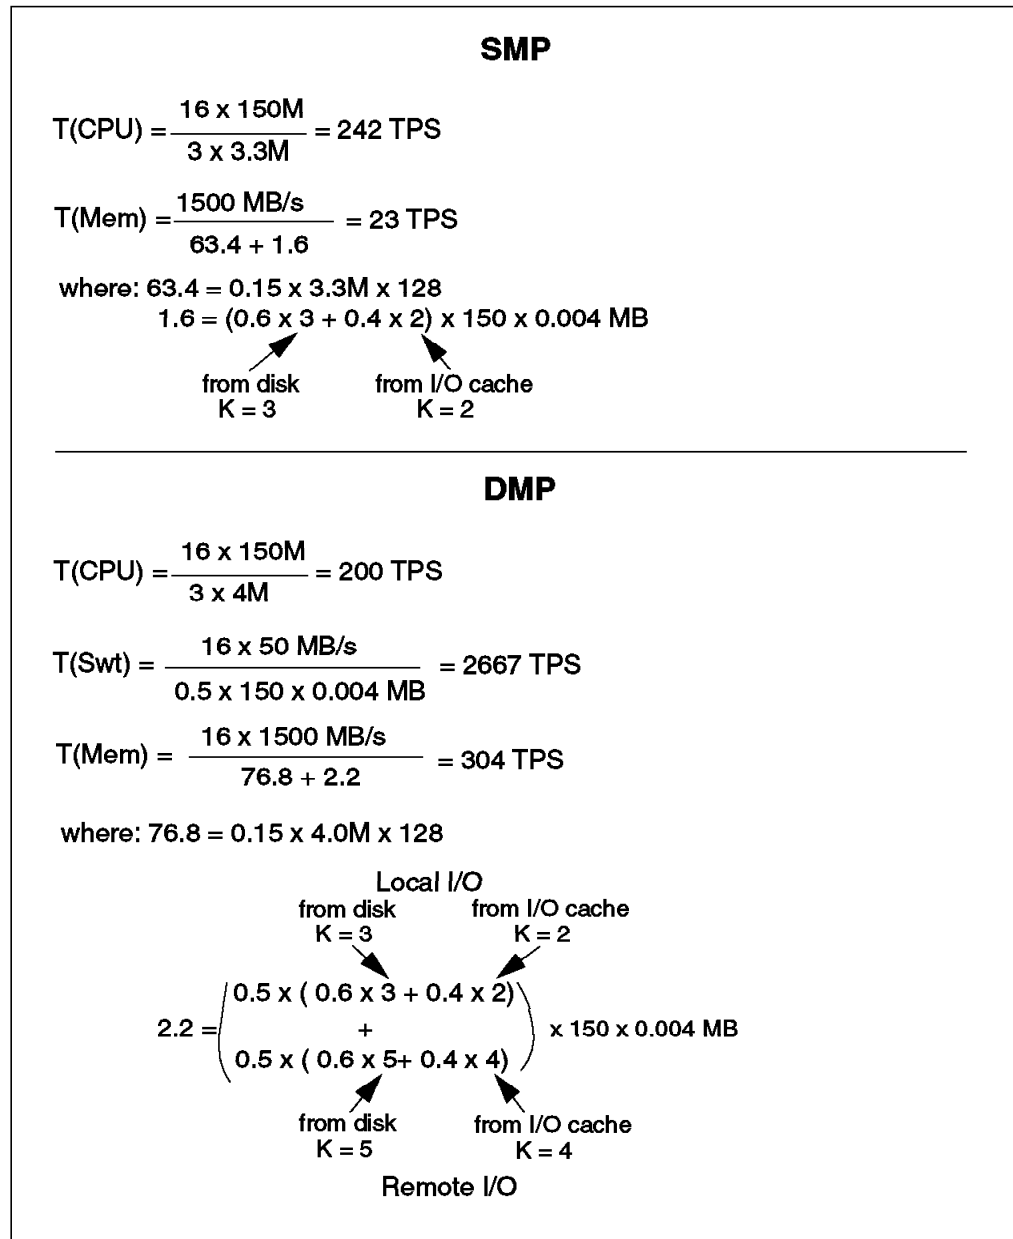 SMP
T(CPU) = 16 x 150M / 3 x 3.3M = 242 TPS
T(Mem) = 1500 MB/s / 63.4 + 1.6 = 23 TPS
where: 63.4 = 0.15 x 3.3M x 128
1.6 = (0.6 x 3 + 0.4 x 2) x 150 x 0.004 MB
from disk from I/O cache
K = 3 K = 2
DMP
T(CPU) = 16 x 150M / 3 x 4M = 200 TPS
T(Swt) = 16 x 50 MB/s / 0.5 x 150 x 0.004 MB = 2667 TPS
T(Mem) = 16 x 1500 MB/s / 76.8 + 2.2 = 304 TPS
where: 76.8 = 0.15 x 4.0M x 128
Local I/O
from disk from I/O cache
K = 3 K = 2
0.5 x ( 0.6 x 3 + 0.4 x 2)
2.2 = ( + ) x 150 x 0.004 MB
0.5 x ( 0.6 x 5+ 0.4 x 4)
from disk from I/O cache
K = 5 K = 4
Remote I/O